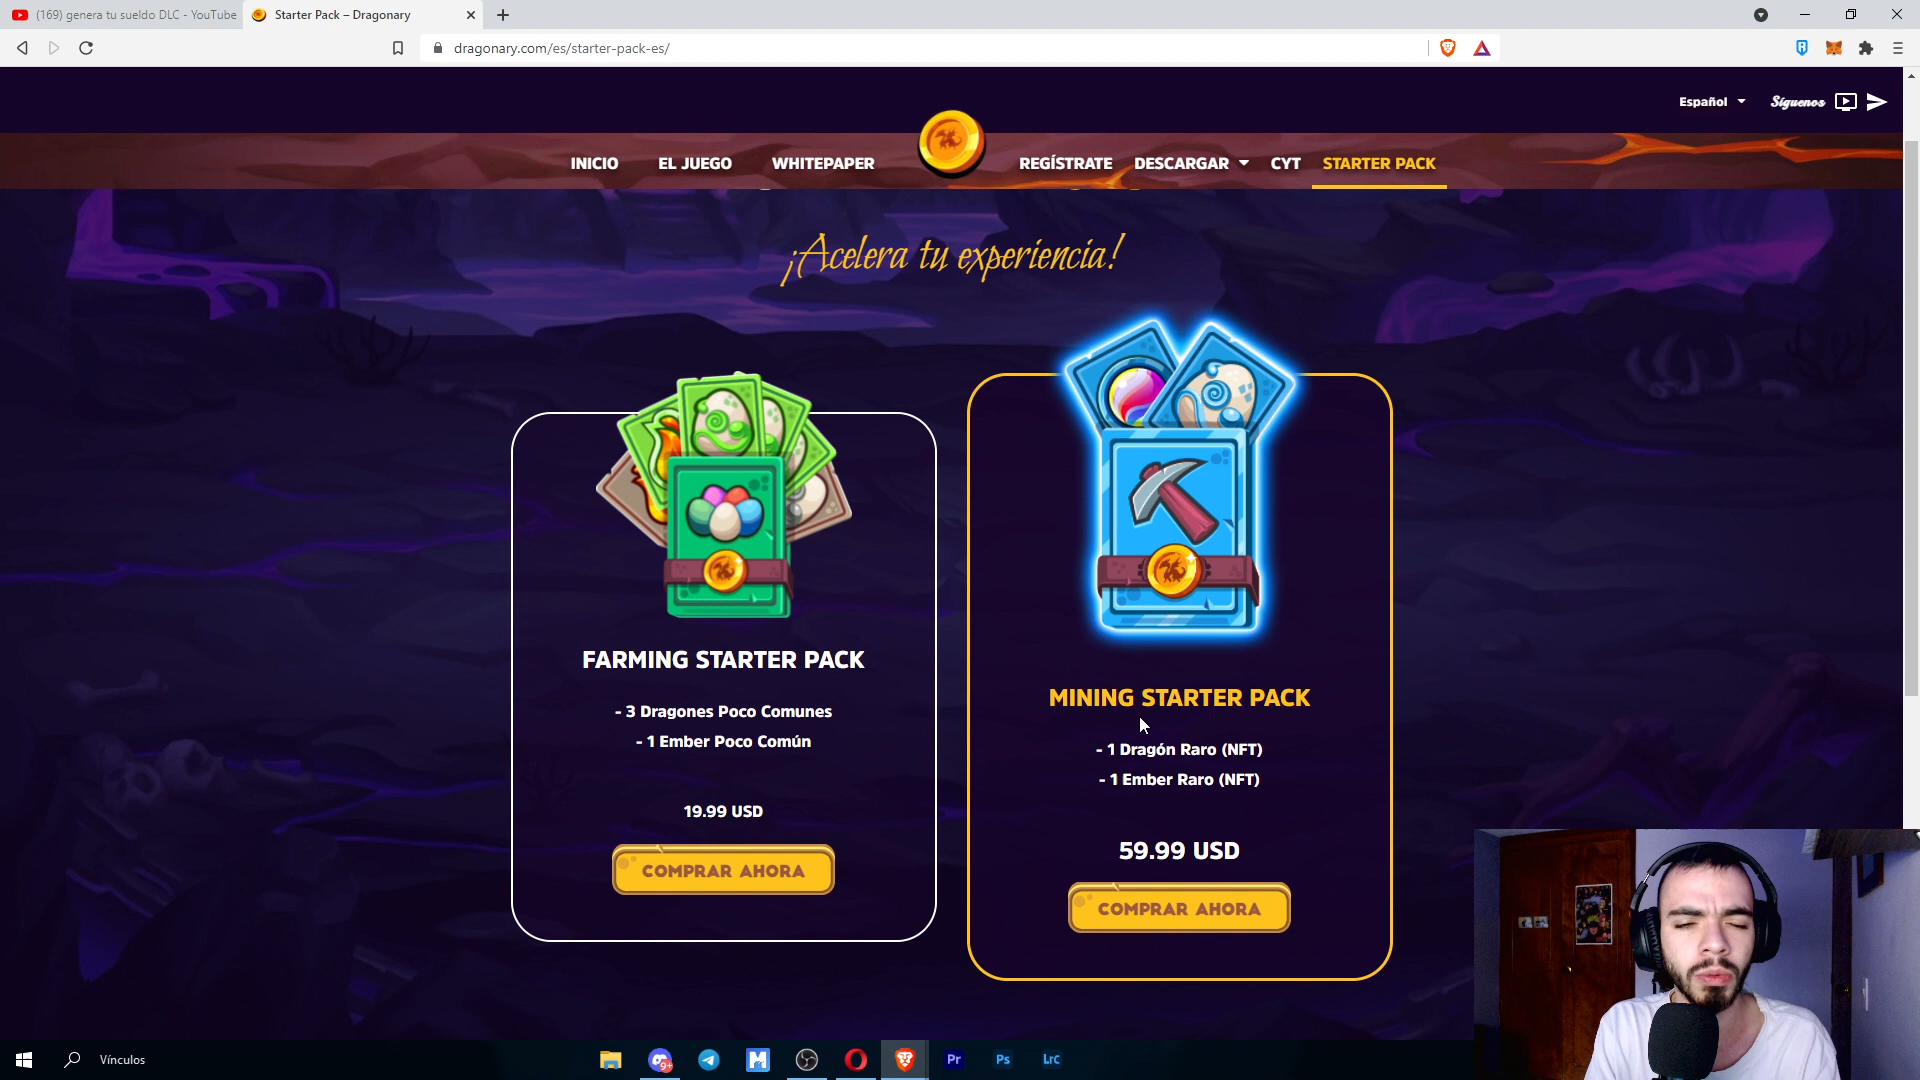 (169) genera tu sueldo DLC - YouTube
Starter Pack – Dragonary
dragonary.com/es/starter-pack-es/
Español
Síguenos
INICIO
EL JUEGO
WHITEPAPER
REGÍSTRATE
DESCARGAR
CYT
STARTER PACK
¡Acelera tu experiencia!
FARMING STARTER PACK
- 3 Dragones Poco Comunes
- 1 Ember Poco Común
19.99 USD
COMPRAR AHORA
MINING STARTER PACK
- 1 Dragón Raro (NFT)
- 1 Ember Raro (NFT)
59.99 USD
COMPRAR AHORA
Vínculos
9+
M
Pr
Ps
LrC